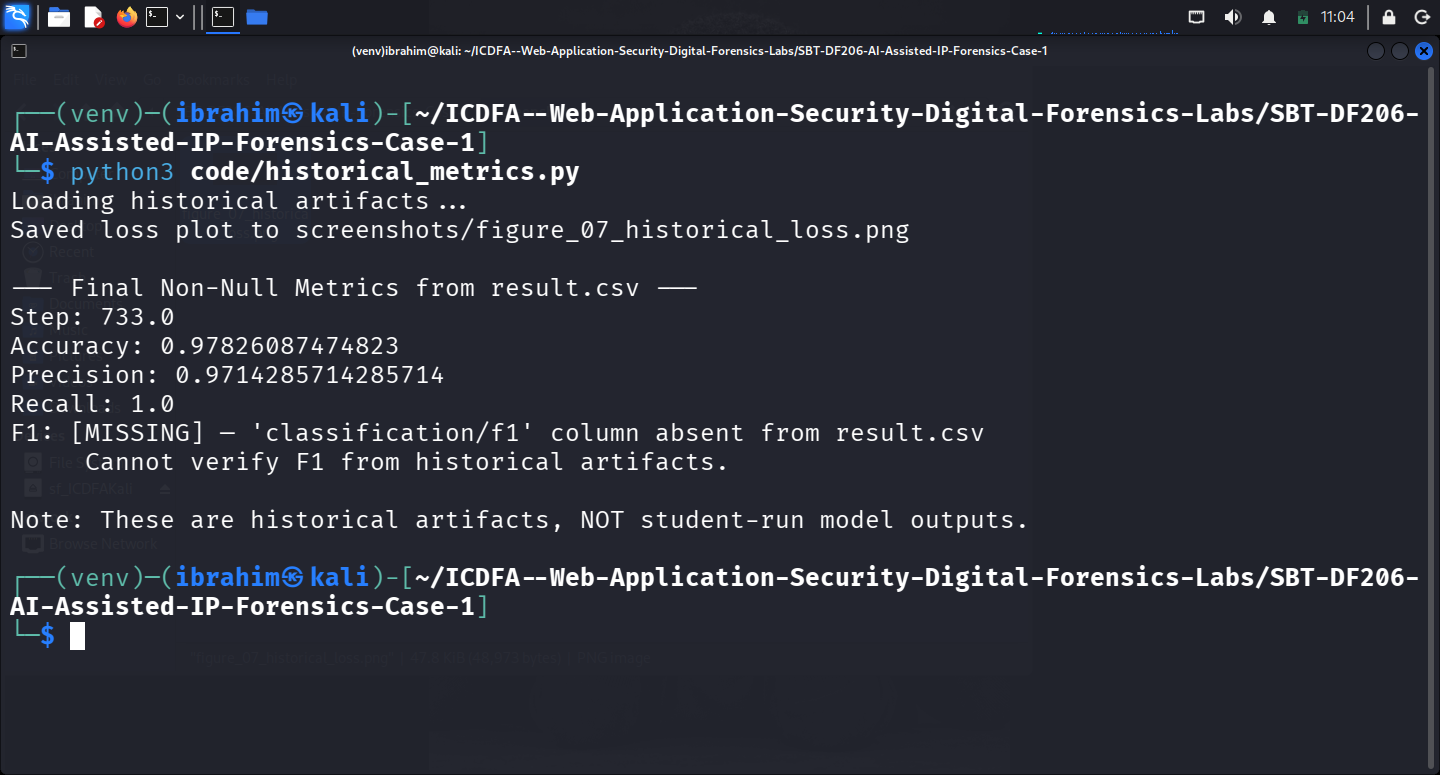 11:04
(venv)ibrahim@kali: ~/ICDFA--Web-Application-Security-Digital-Forensics-Labs/SBT-DF206-AI-Assisted-IP-Forensics-Case-1
┌──(venv)─(ibrahim㉿kali)-[~/ICDFA--Web-Application-Security-Digital-Forensics-Labs/SBT-DF206-
AI-Assisted-IP-Forensics-Case-1]
└─$ python3 code/historical_metrics.py
Loading historical artifacts...
Saved loss plot to screenshots/figure_07_historical_loss.png
--- Final Non-Null Metrics from result.csv ---
Step: 733.0
Accuracy: 0.97826087474823
Precision: 0.9714285714285714
Recall: 1.0
F1: [MISSING] — 'classification/f1' column absent from result.csv
Cannot verify F1 from historical artifacts.
Note: These are historical artifacts, NOT student-run model outputs.
┌──(venv)─(ibrahim㉿kali)-[~/ICDFA--Web-Application-Security-Digital-Forensics-Labs/SBT-DF206-
AI-Assisted-IP-Forensics-Case-1]
└─$